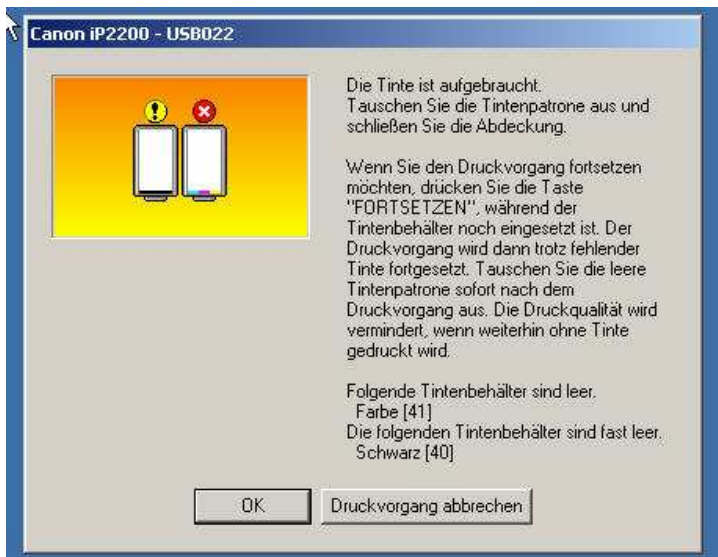 Canon iP2200 - USB022
Die Tinte ist aufgebraucht.
Tauschen Sie die Tintenpatrone aus und
schließen Sie die Abdeckung.
Wenn Sie den Druckvorgang fortsetzen
möchten, drücken Sie die Taste
"FORTSETZEN", während der
Tintenbehälter noch eingesetzt ist. Der
Druckvorgang wird dann trotz fehlender
Tinte fortgesetzt. Tauschen Sie die leere
Tintenpatrone sofort nach dem
Druckvorgang aus. Die Druckqualität wird
vermindert, wenn weiterhin ohne Tinte
gedruckt wird.
Folgende Tintenbehälter sind leer.
Farbe [41]
Die folgenden Tintenbehälter sind fast leer.
Schwarz [40]
OK
Druckvorgang abbrechen